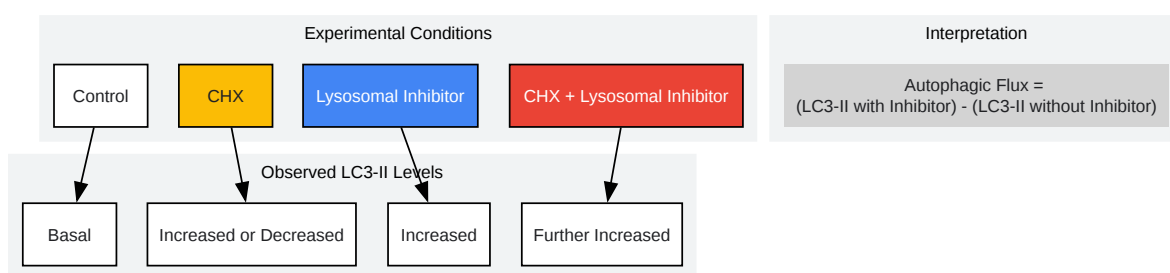 Experimental Conditions
Control
CHX
Lysosomal Inhibitor
CHX + Lysosomal Inhibitor
Observed LC3-II Levels
Basal
Increased or Decreased
Increased
Further Increased
Interpretation
Autophagic Flux =
(LC3-II with Inhibitor) - (LC3-II without Inhibitor)